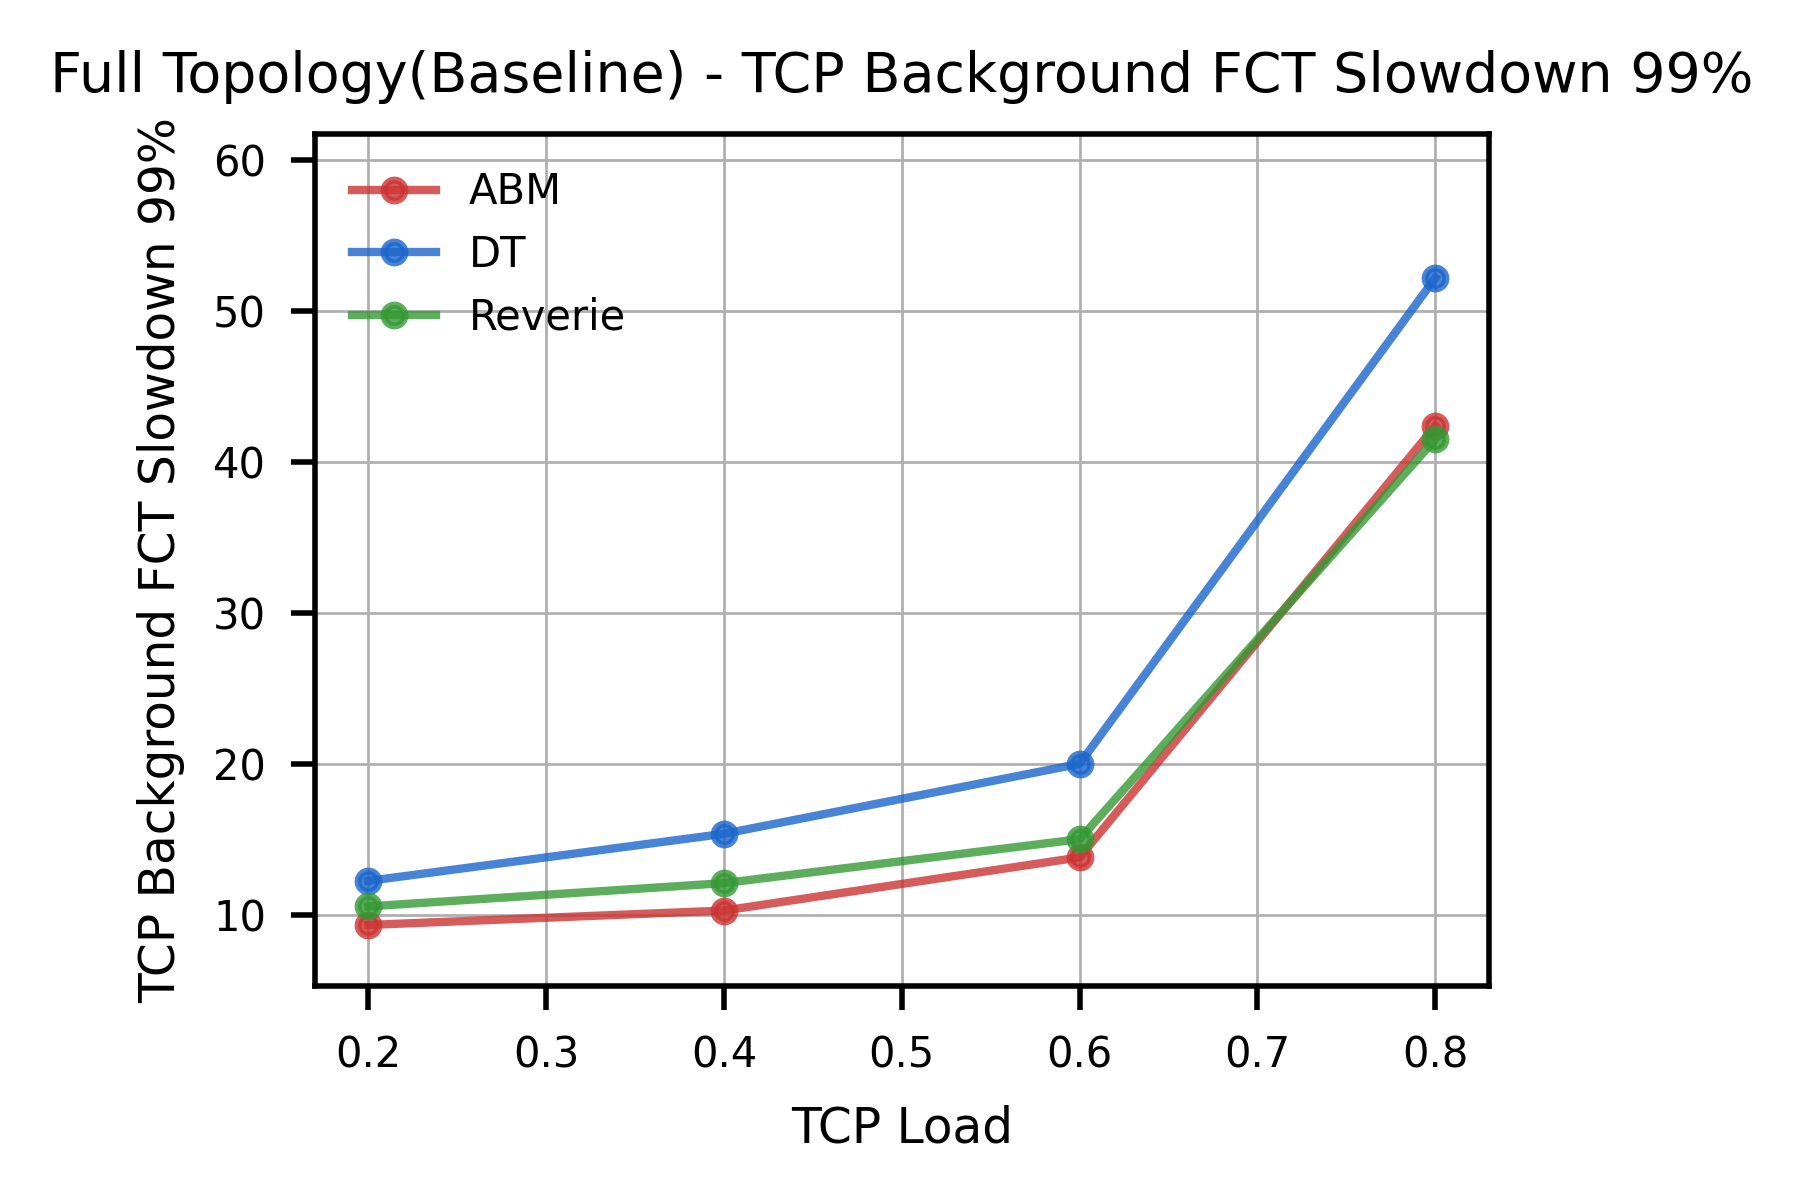 Full Topology(Baseline) - TCP Background FCT Slowdown 99%
TCP Background FCT Slowdown 99%
60
50
40
30
20
10
ABM
DT
Reverie
0.2
0.3
0.4
0.5
0.6
0.7
0.8
TCP Load